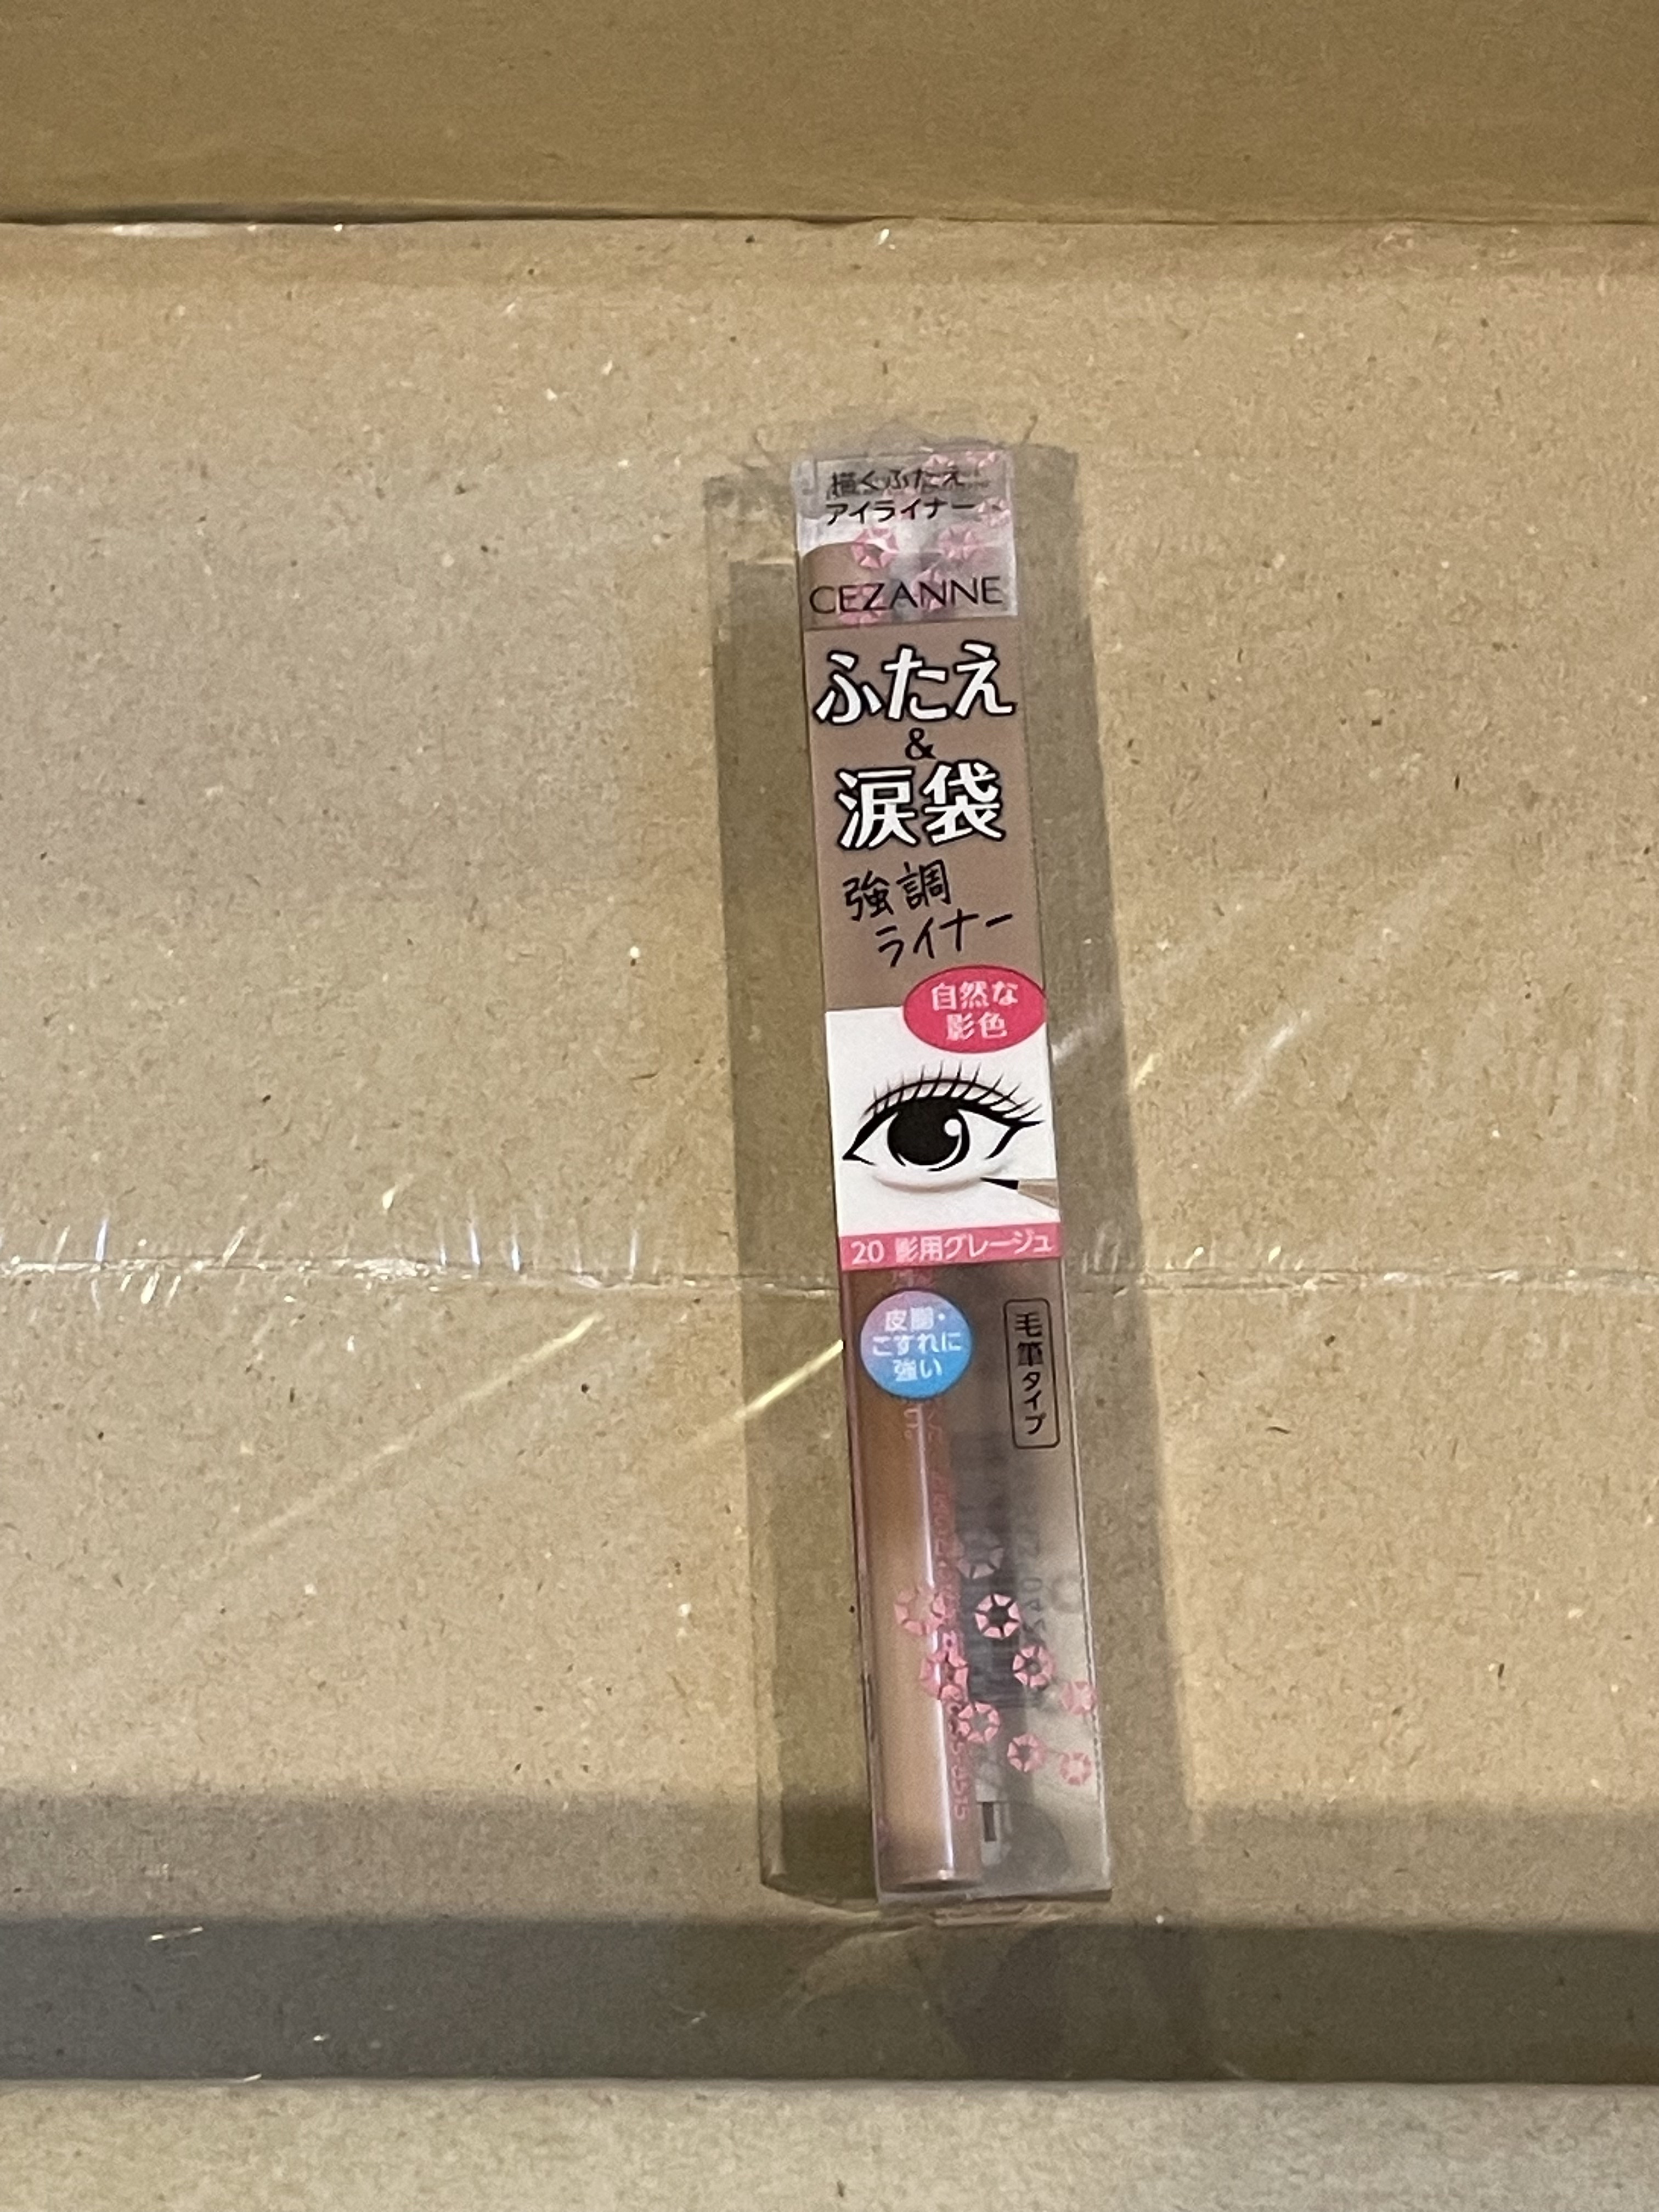 描くふたえ
アイライナー
CEZANNE
ふたえ
&
涙袋
強調
ライナー
自然な
影色
20 影用グレージュ
皮脂・
こすれに
強い
毛筆タイプ